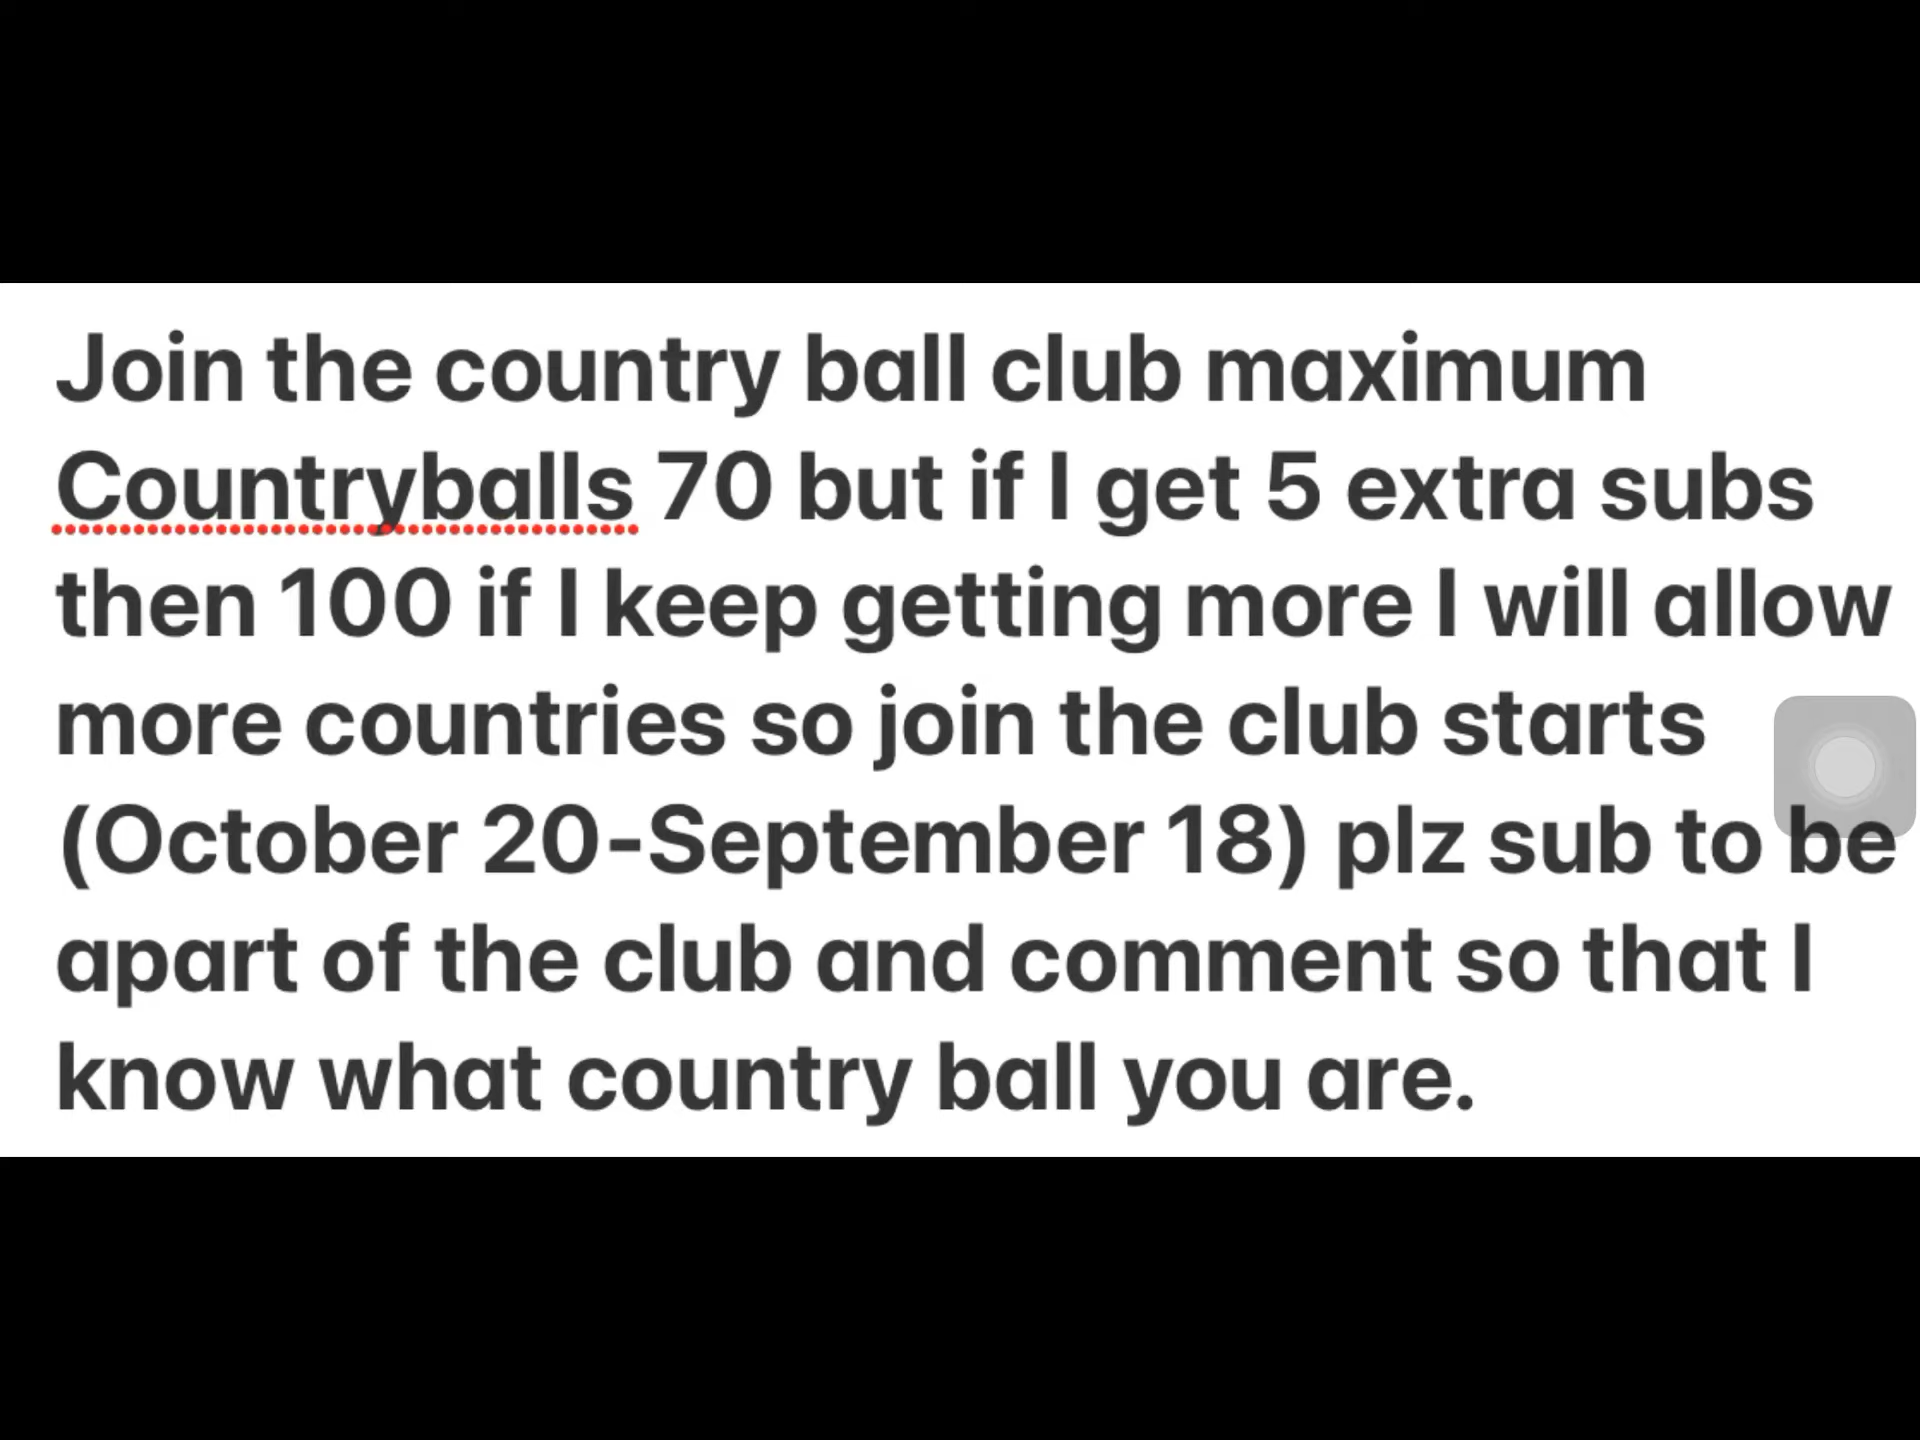 Join the country ball club maximum
Countryballs 70 but if I get 5 extra subs
then 100 if I keep getting more I will allow
more countries so join the club starts
(October 20-September 18) plz sub to be
apart of the club and comment so that I
know what country ball you are.